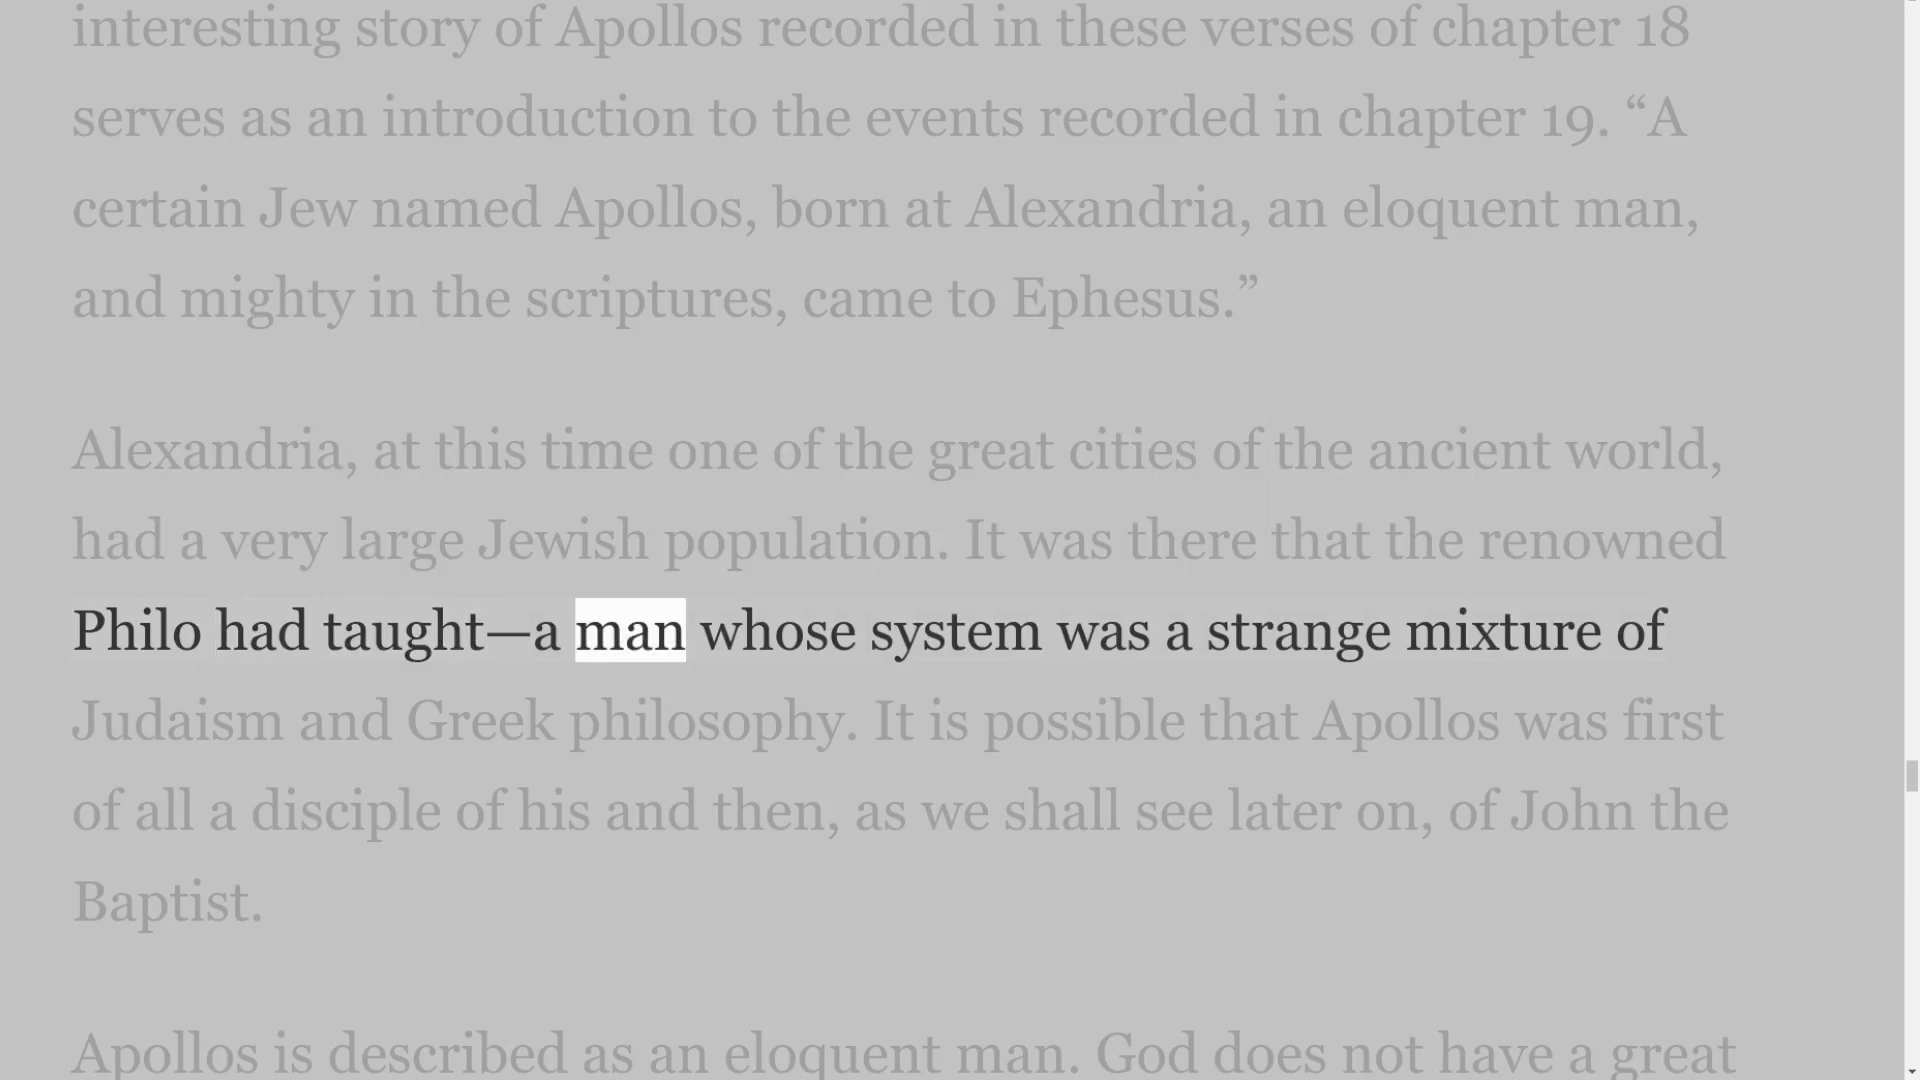 interesting story of Apollos recorded in these verses of chapter 18
serves as an introduction to the events recorded in chapter 19. “A
certain Jew named Apollos, born at Alexandria, an eloquent man,
and mighty in the scriptures, came to Ephesus.”
Alexandria, at this time one of the great cities of the ancient world,
had a very large Jewish population. It was there that the renowned
Philo had taught—a man whose system was a strange mixture of
Judaism and Greek philosophy. It is possible that Apollos was first
of all a disciple of his and then, as we shall see later on, of John the
Baptist.
Apollos is described as an eloquent man. God does not have a great